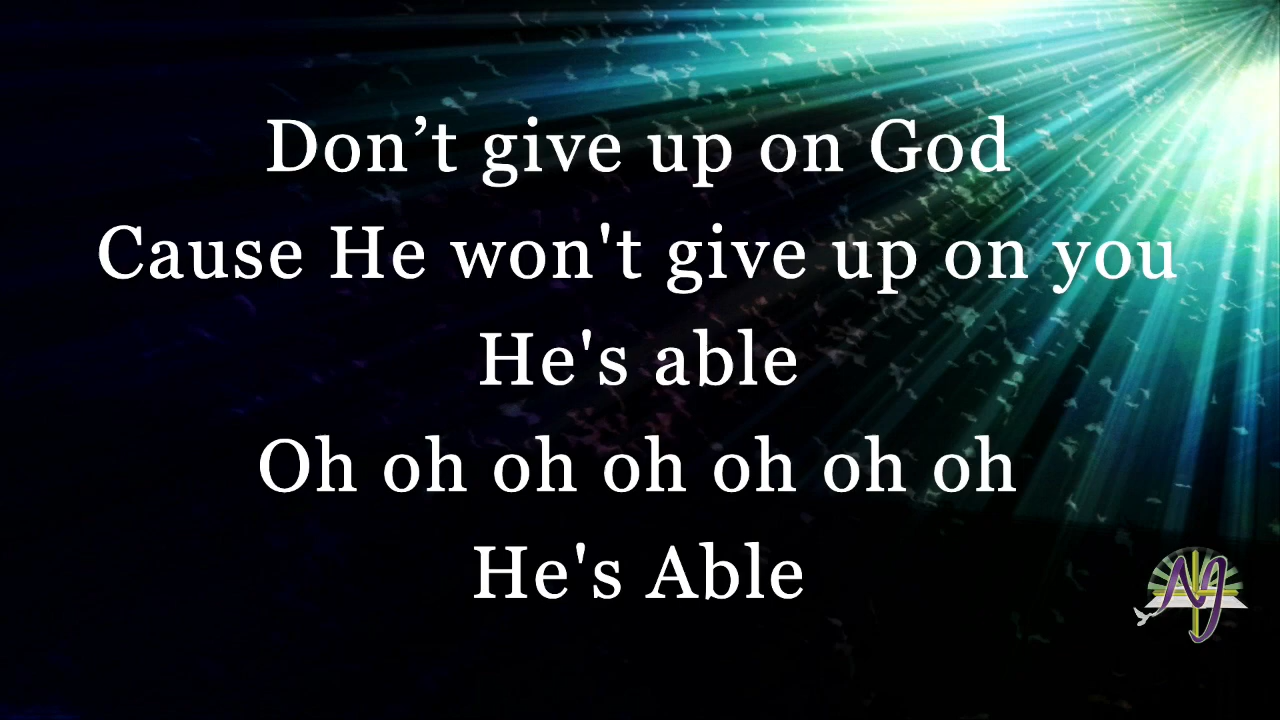 Don’t give up on God
Cause He won't give up on you
He's able
Oh oh oh oh oh oh oh
He's Able
NJ